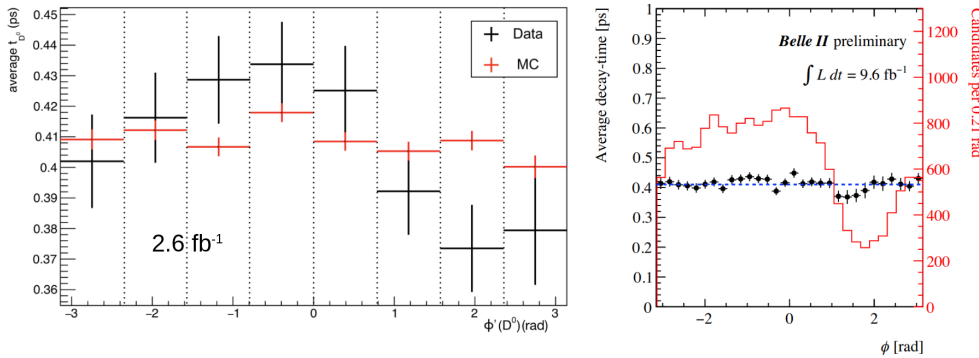 average t_D⁰ (ps)
0.45
0.44
0.43
0.42
0.41
0.4
0.39
0.38
0.37
0.36
Data
MC
2.6 fb⁻¹
−3 −2 −1 0 1 2 3
ϕ'(D⁰)(rad)
Average decay-time [ps]
1
0.9
0.8
0.7
0.6
0.5
0.4
0.3
0.2
0.1
0
Belle II preliminary
∫ L dt = 9.6 fb⁻¹
−2 0 2
ϕ [rad]
1200
1000
800
600
400
200
0
Candidates per 0.21 rad